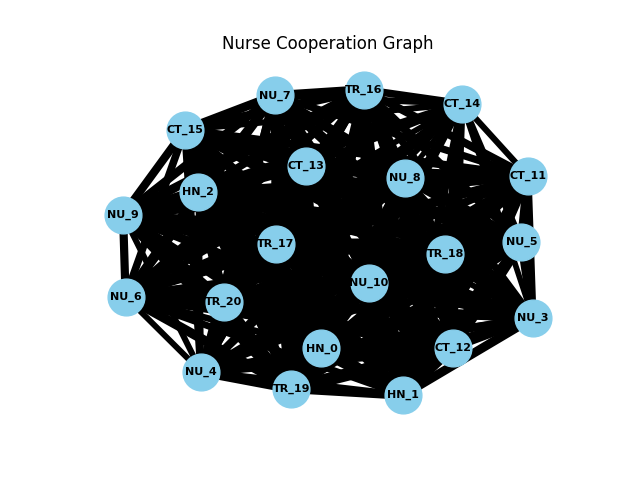 Nurse Cooperation Graph
TR_16
NU_7
CT_14
CT_15
CT_13
CT_11
NU_8
HN_2
NU_9
NU_5
TR_17
TR_18
NU_10
NU_6
TR_20
NU_3
HN_0
CT_12
NU_4
TR_19
HN_1